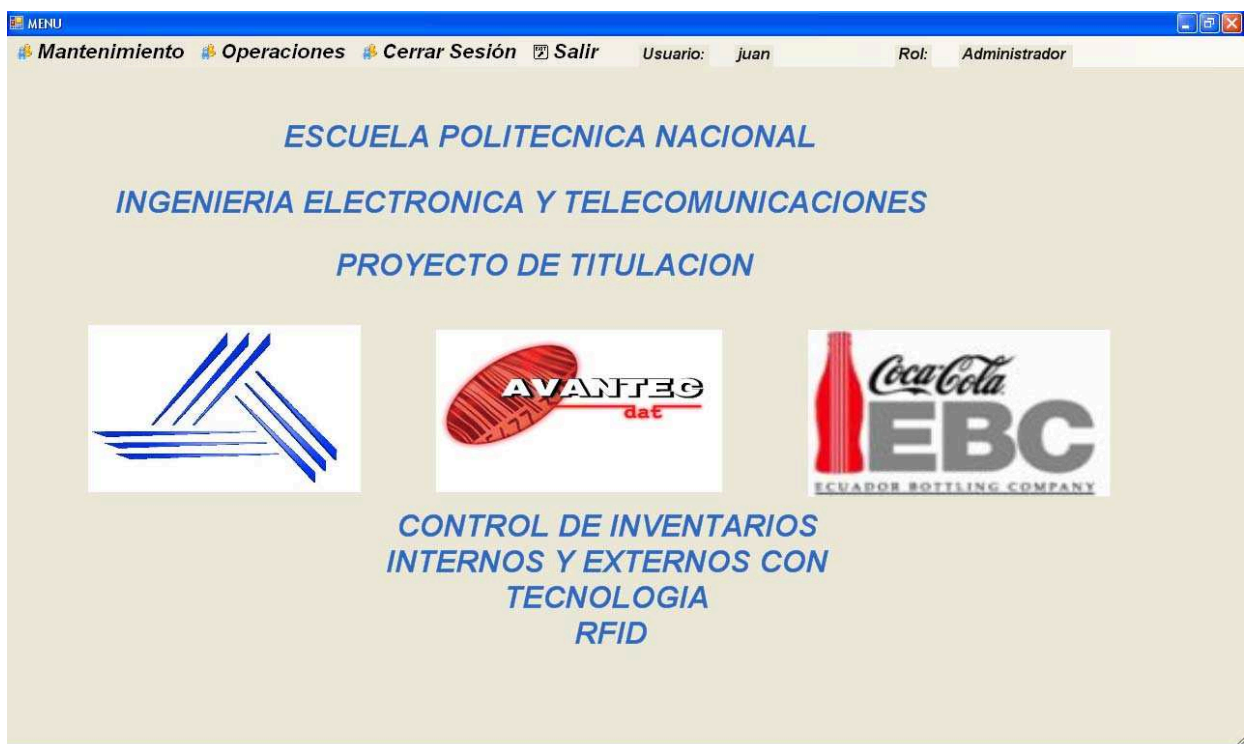 MENU
Mantenimiento Operaciones Cerrar Sesión Salir Usuario: juan Rol: Administrador
ESCUELA POLITECNICA NACIONAL
INGENIERIA ELECTRONICA Y TELECOMUNICACIONES
PROYECTO DE TITULACION
AVANTEC
dat
Coca-Cola
EBC
ECUADOR BOTTLING COMPANY
CONTROL DE INVENTARIOS
INTERNOS Y EXTERNOS CON
TECNOLOGIA
RFID